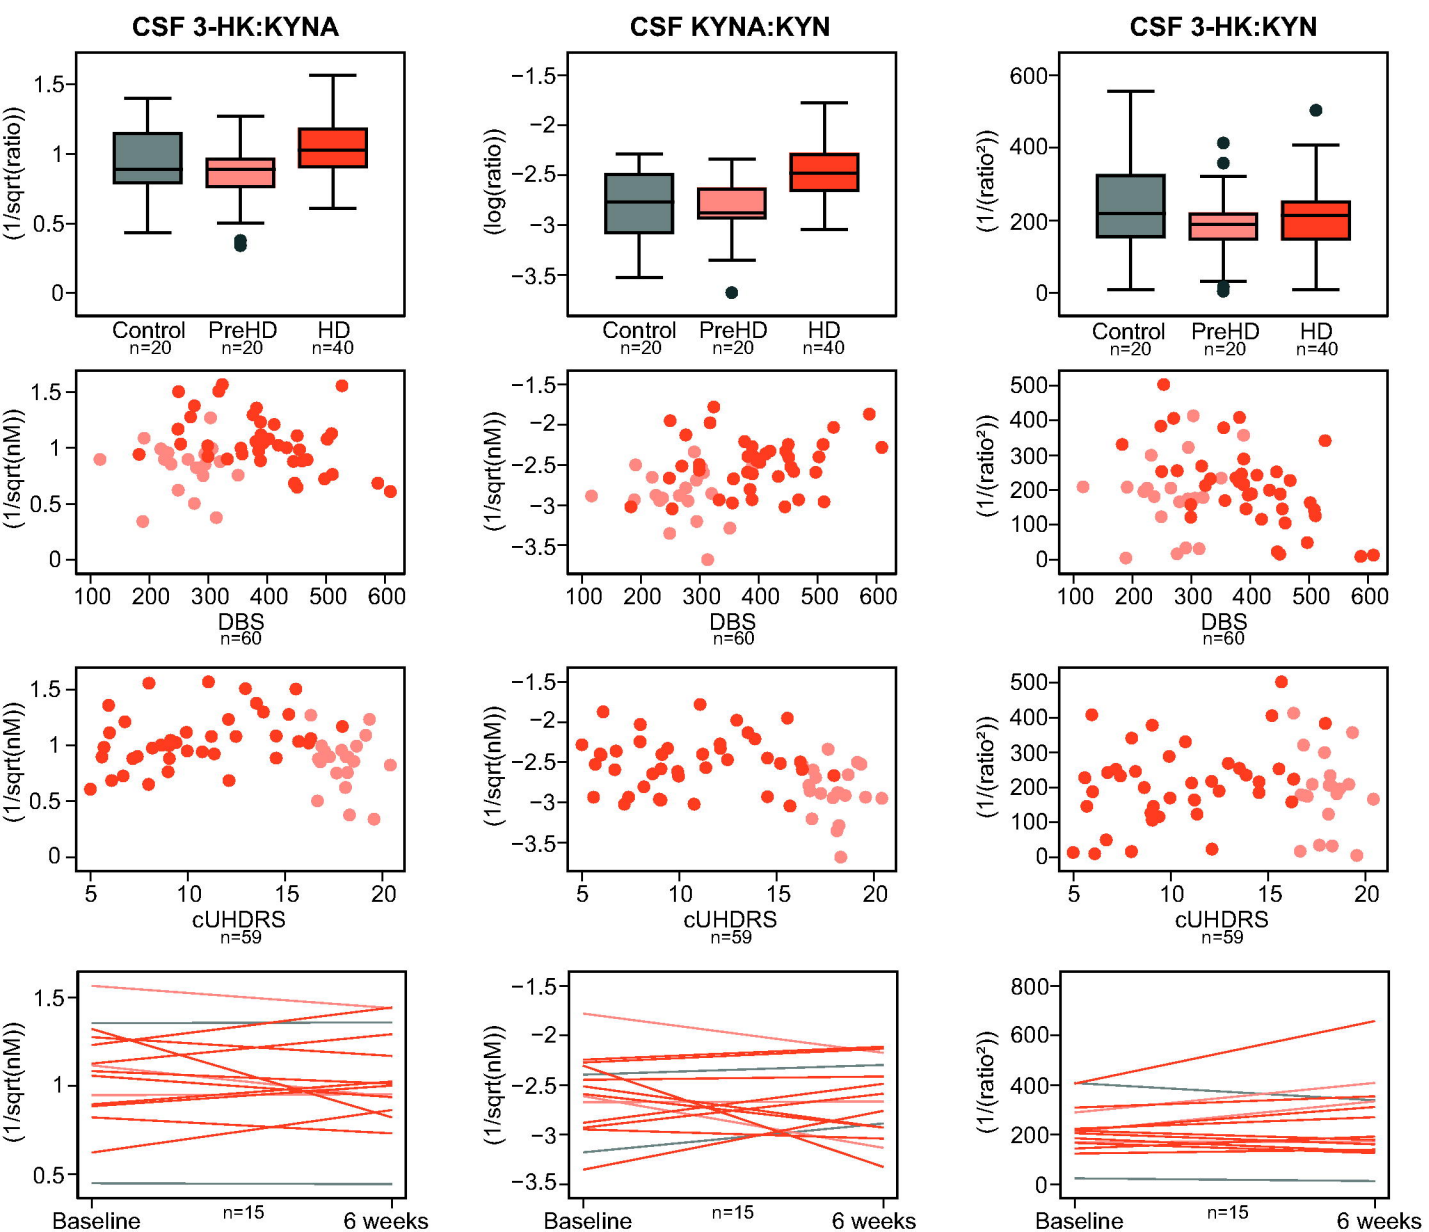 CSF 3-HK:KYNA
CSF KYNA:KYN
CSF 3-HK:KYN
(1/sqrt(ratio))
1.5
1
0.5
0
Control
n=20
PreHD
n=20
HD
n=40
(log(ratio))
−1.5
−2
−2.5
−3
−3.5
Control
n=20
PreHD
n=20
HD
n=40
(1/(ratio²))
600
400
200
0
Control
n=20
PreHD
n=20
HD
n=40
(1/sqrt(nM))
1.5
1
0.5
0
100 200 300 400 500 600
DBS
n=60
(1/sqrt(nM))
−1.5
−2
−2.5
−3
−3.5
100 200 300 400 500 600
DBS
n=60
(1/(ratio²))
500
400
300
200
100
0
100 200 300 400 500 600
DBS
n=60
(1/sqrt(nM))
1.5
1
0.5
0
5 10 15 20
cUHDRS
n=59
(1/sqrt(nM))
−1.5
−2
−2.5
−3
−3.5
5 10 15 20
cUHDRS
n=59
(1/(ratio²))
500
400
300
200
100
0
5 10 15 20
cUHDRS
n=59
(1/sqrt(nM))
1.5
1
0.5
Baseline n=15 6 weeks
(1/sqrt(nM))
−1.5
−2
−2.5
−3
−3.5
Baseline n=15 6 weeks
(1/(ratio²))
800
600
400
200
0
Baseline n=15 6 weeks